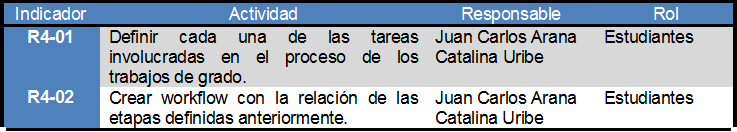 Indicador Actividad Responsable Rol
R4-01 Definir cada una de las tareas Juan Carlos Arana Estudiantes
involucradas en el proceso de los Catalina Uribe
trabajos de grado.
R4-02 Crear workflow con la relación de las Juan Carlos Arana Estudiantes
etapas definidas anteriormente. Catalina Uribe